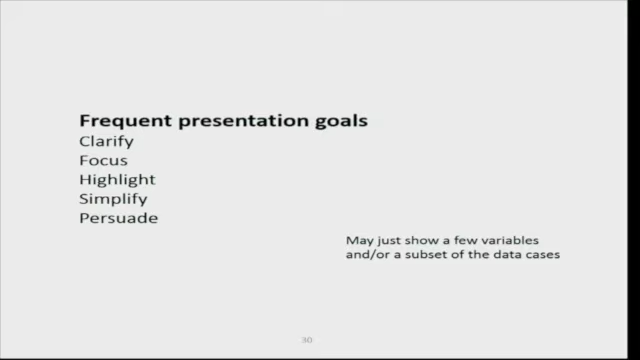 Frequent presentation goals
Clarify
Focus
Highlight
Simplify
Persuade
May just show a few variables
and/or a subset of the data cases
30